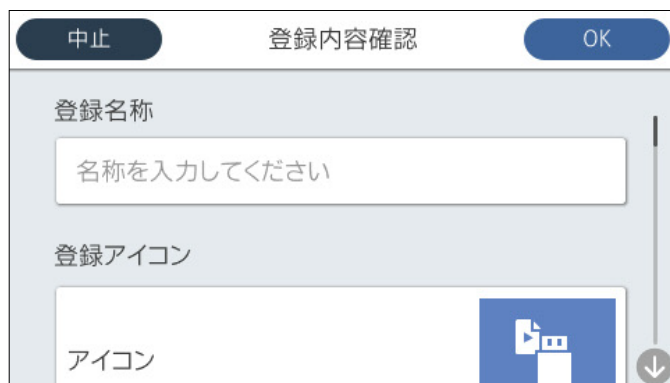 中止
登録内容確認
OK
登録名称
名称を入力してください
登録アイコン
アイコン